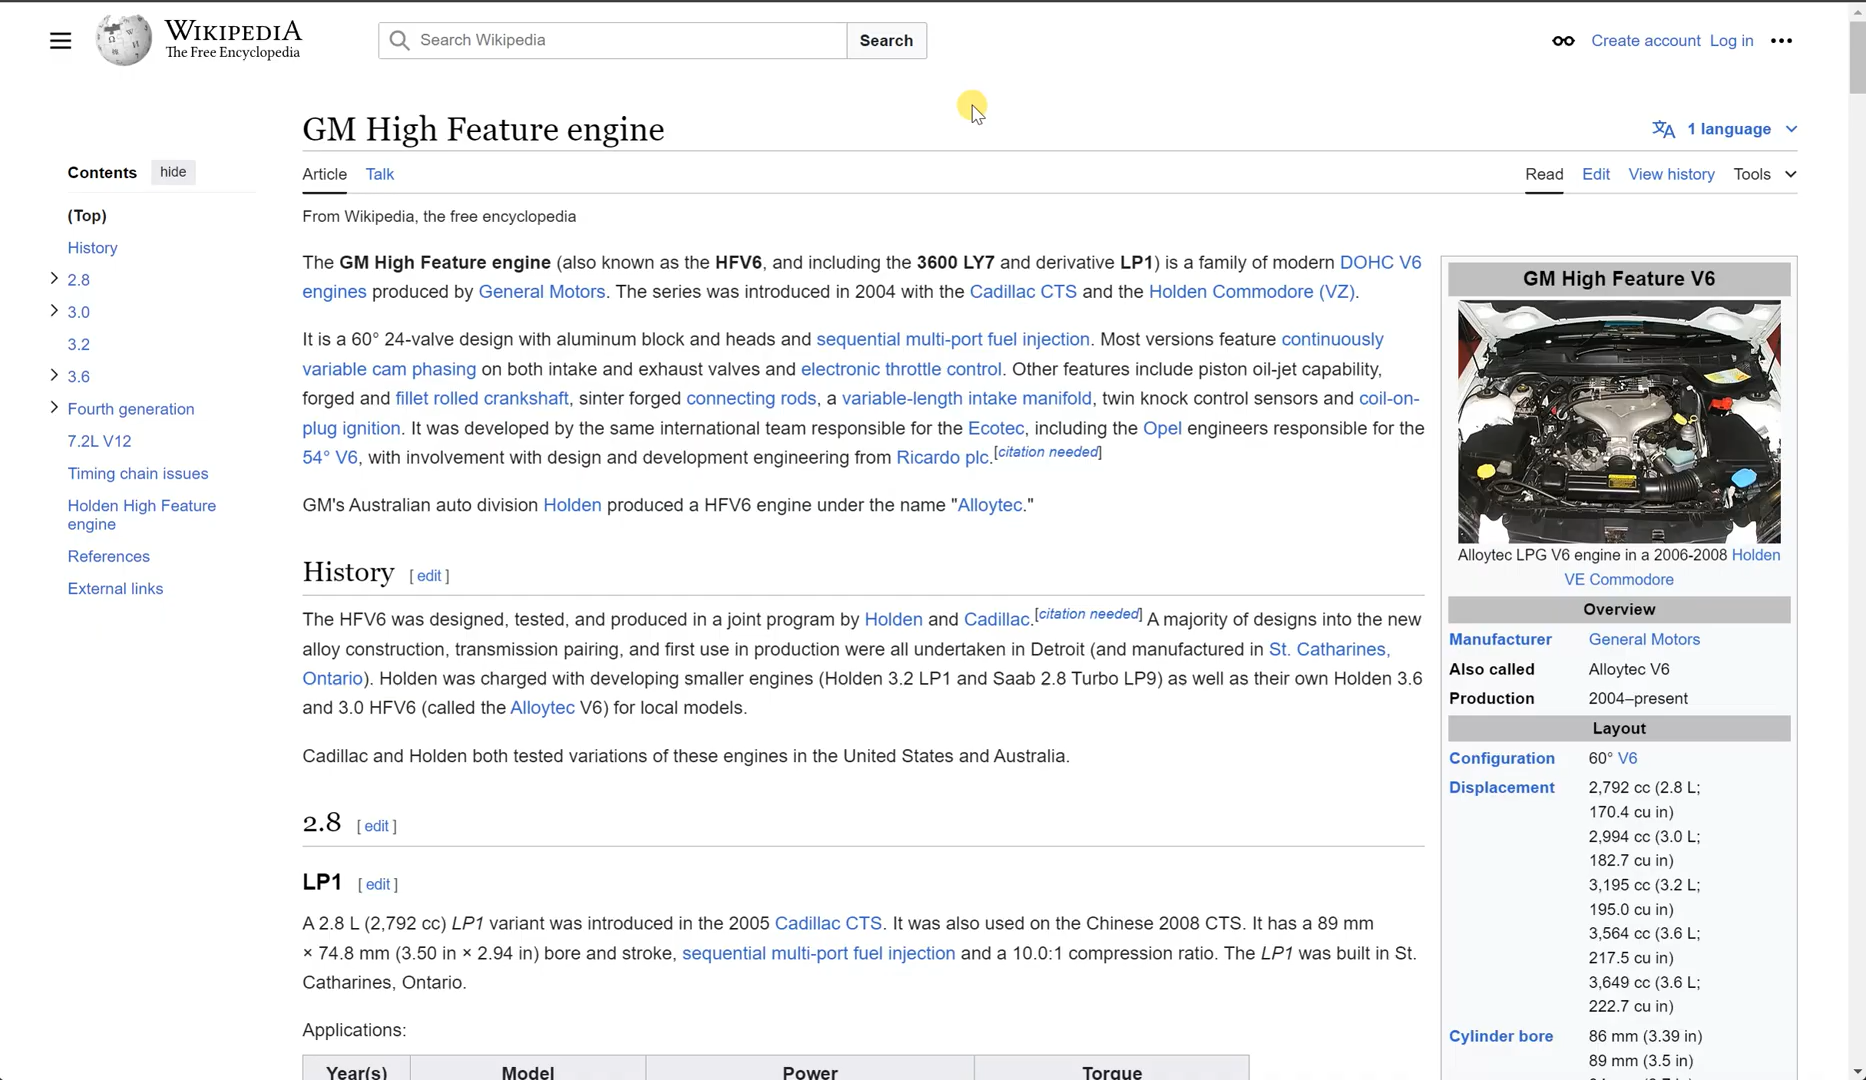 WIKIPEDIA
The Free Encyclopedia
Search Wikipedia
Search
Create account Log in
GM High Feature engine
1 language
Contents hide
(Top)
History
2.8
3.0
3.2
3.6
Fourth generation
7.2L V12
Timing chain issues
Holden High Feature
engine
References
External links
Article Talk
Read Edit View history Tools
From Wikipedia, the free encyclopedia
The GM High Feature engine (also known as the HFV6, and including the 3600 LY7 and derivative LP1) is a family of modern DOHC V6
engines produced by General Motors. The series was introduced in 2004 with the Cadillac CTS and the Holden Commodore (VZ).
It is a 60° 24-valve design with aluminum block and heads and sequential multi-port fuel injection. Most versions feature continuously
variable cam phasing on both intake and exhaust valves and electronic throttle control. Other features include piston oil-jet capability,
forged and fillet rolled crankshaft, sinter forged connecting rods, a variable-length intake manifold, twin knock control sensors and coil-on-
plug ignition. It was developed by the same international team responsible for the Ecotec, including the Opel engineers responsible for the
54° V6, with involvement with design and development engineering from Ricardo plc.[citation needed]
GM's Australian auto division Holden produced a HFV6 engine under the name "Alloytec."
History [ edit ]
The HFV6 was designed, tested, and produced in a joint program by Holden and Cadillac.[citation needed] A majority of designs into the new
alloy construction, transmission pairing, and first use in production were all undertaken in Detroit (and manufactured in St. Catharines,
Ontario). Holden was charged with developing smaller engines (Holden 3.2 LP1 and Saab 2.8 Turbo LP9) as well as their own Holden 3.6
and 3.0 HFV6 (called the Alloytec V6) for local models.
Cadillac and Holden both tested variations of these engines in the United States and Australia.
2.8 [ edit ]
LP1 [ edit ]
A 2.8 L (2,792 cc) LP1 variant was introduced in the 2005 Cadillac CTS. It was also used on the Chinese 2008 CTS. It has a 89 mm
× 74.8 mm (3.50 in × 2.94 in) bore and stroke, sequential multi-port fuel injection and a 10.0:1 compression ratio. The LP1 was built in St.
Catharines, Ontario.
Applications:
Year(s) Model Power Torque
GM High Feature V6
Alloytec LPG V6 engine in a 2006-2008 Holden
VE Commodore
Overview
Manufacturer General Motors
Also called Alloytec V6
Production 2004–present
Layout
Configuration 60° V6
Displacement 2,792 cc (2.8 L;
170.4 cu in)
2,994 cc (3.0 L;
182.7 cu in)
3,195 cc (3.2 L;
195.0 cu in)
3,564 cc (3.6 L;
217.5 cu in)
3,649 cc (3.6 L;
222.7 cu in)
Cylinder bore 86 mm (3.39 in)
89 mm (3.5 in)